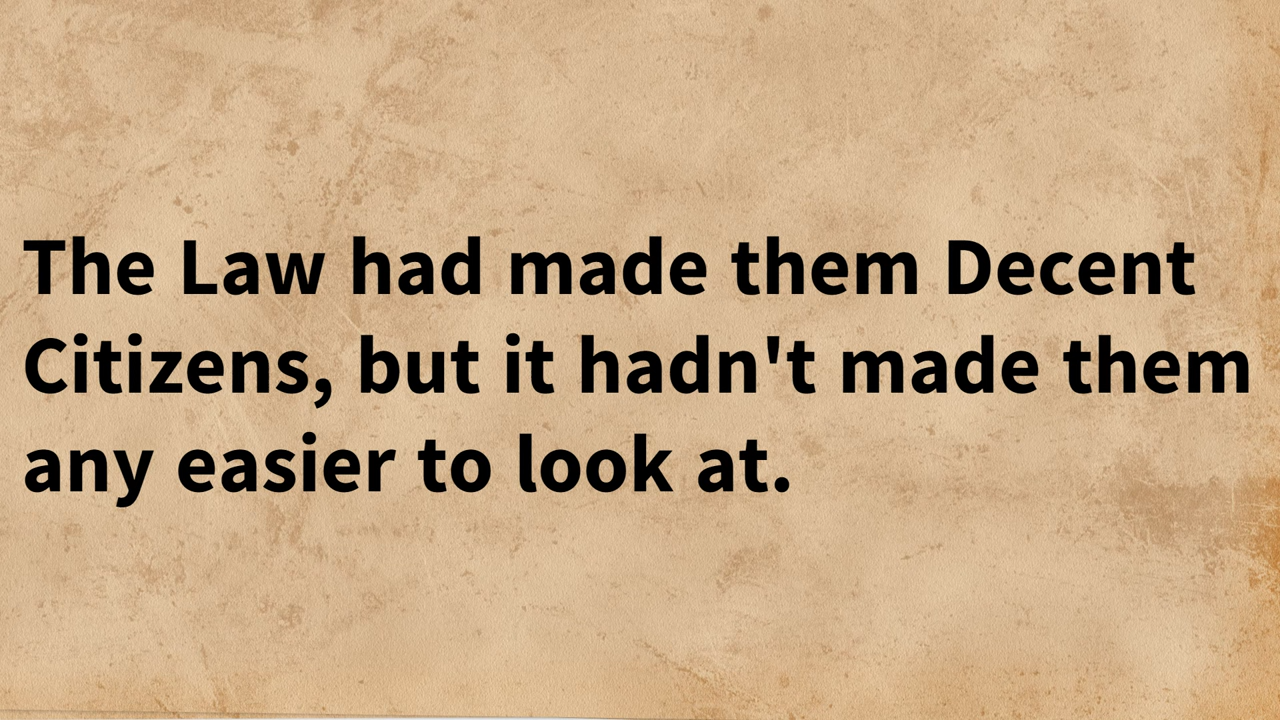 The Law had made them Decent
Citizens, but it hadn't made them
any easier to look at.